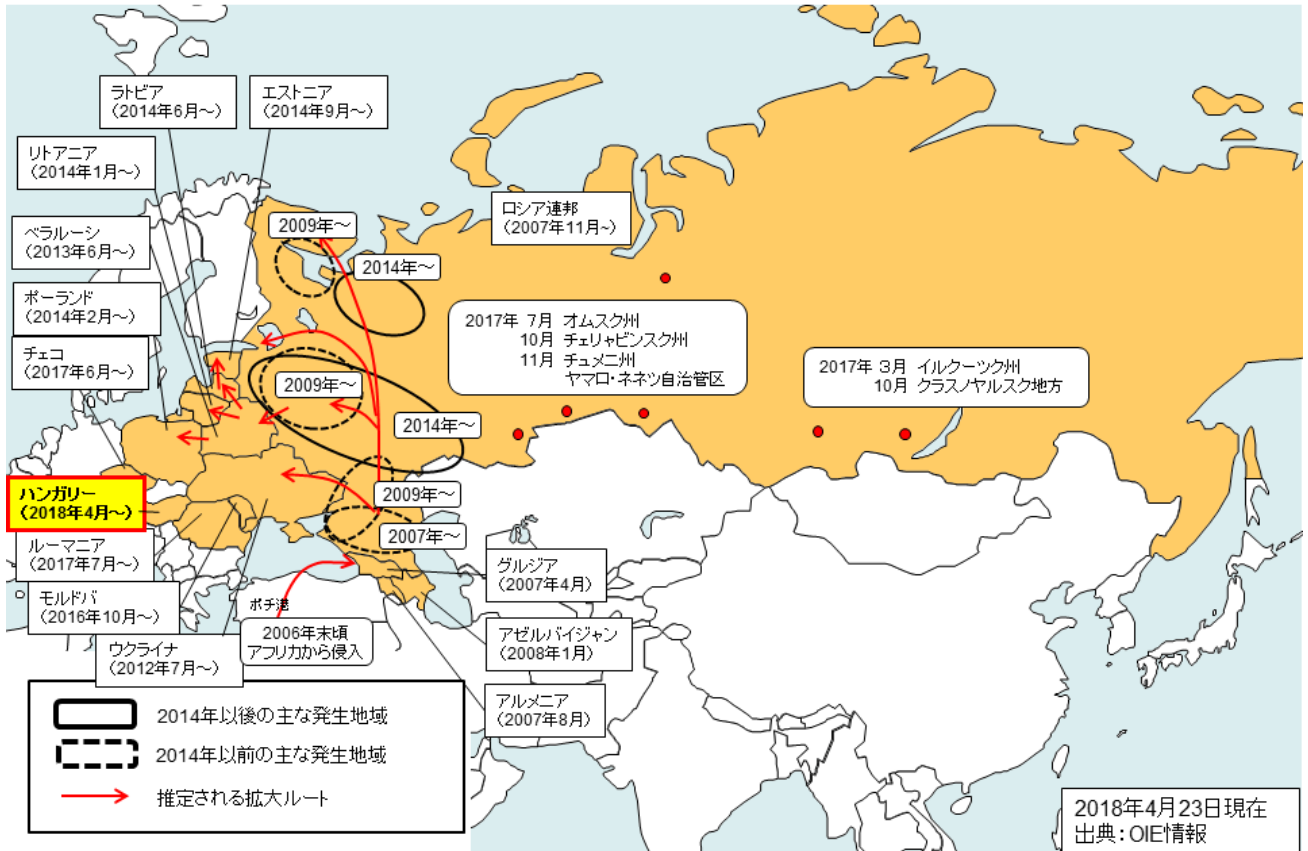 ラトビア
（2014年6月～）
エストニア
（2014年9月～）
リトアニア
（2014年1月～）
ベラルーシ
（2013年6月～）
ポーランド
（2014年2月～）
チェコ
（2017年6月～）
ハンガリー
（2018年4月～）
ルーマニア
（2017年7月～）
モルドバ
（2016年10月～）
ウクライナ
（2012年7月～）
ロシア連邦
（2007年11月~）
2009年～
2014年～
2009年～
2014年～
2009年～
2007年～
2017年 7月 オムスク州
10月 チェリャビンスク州
11月 チュメニ州
ヤマロ・ネネツ自治管区
2017年 3月 イルクーツク州
10月 クラスノヤルスク地方
グルジア
（2007年4月）
アゼルバイジャン
（2008年1月）
アルメニア
（2007年8月）
ポチ港
2006年末頃
アフリカから侵入
2014年以後の主な発生地域
2014年以前の主な発生地域
推定される拡大ルート
2018年4月23日現在
出典：OIE情報